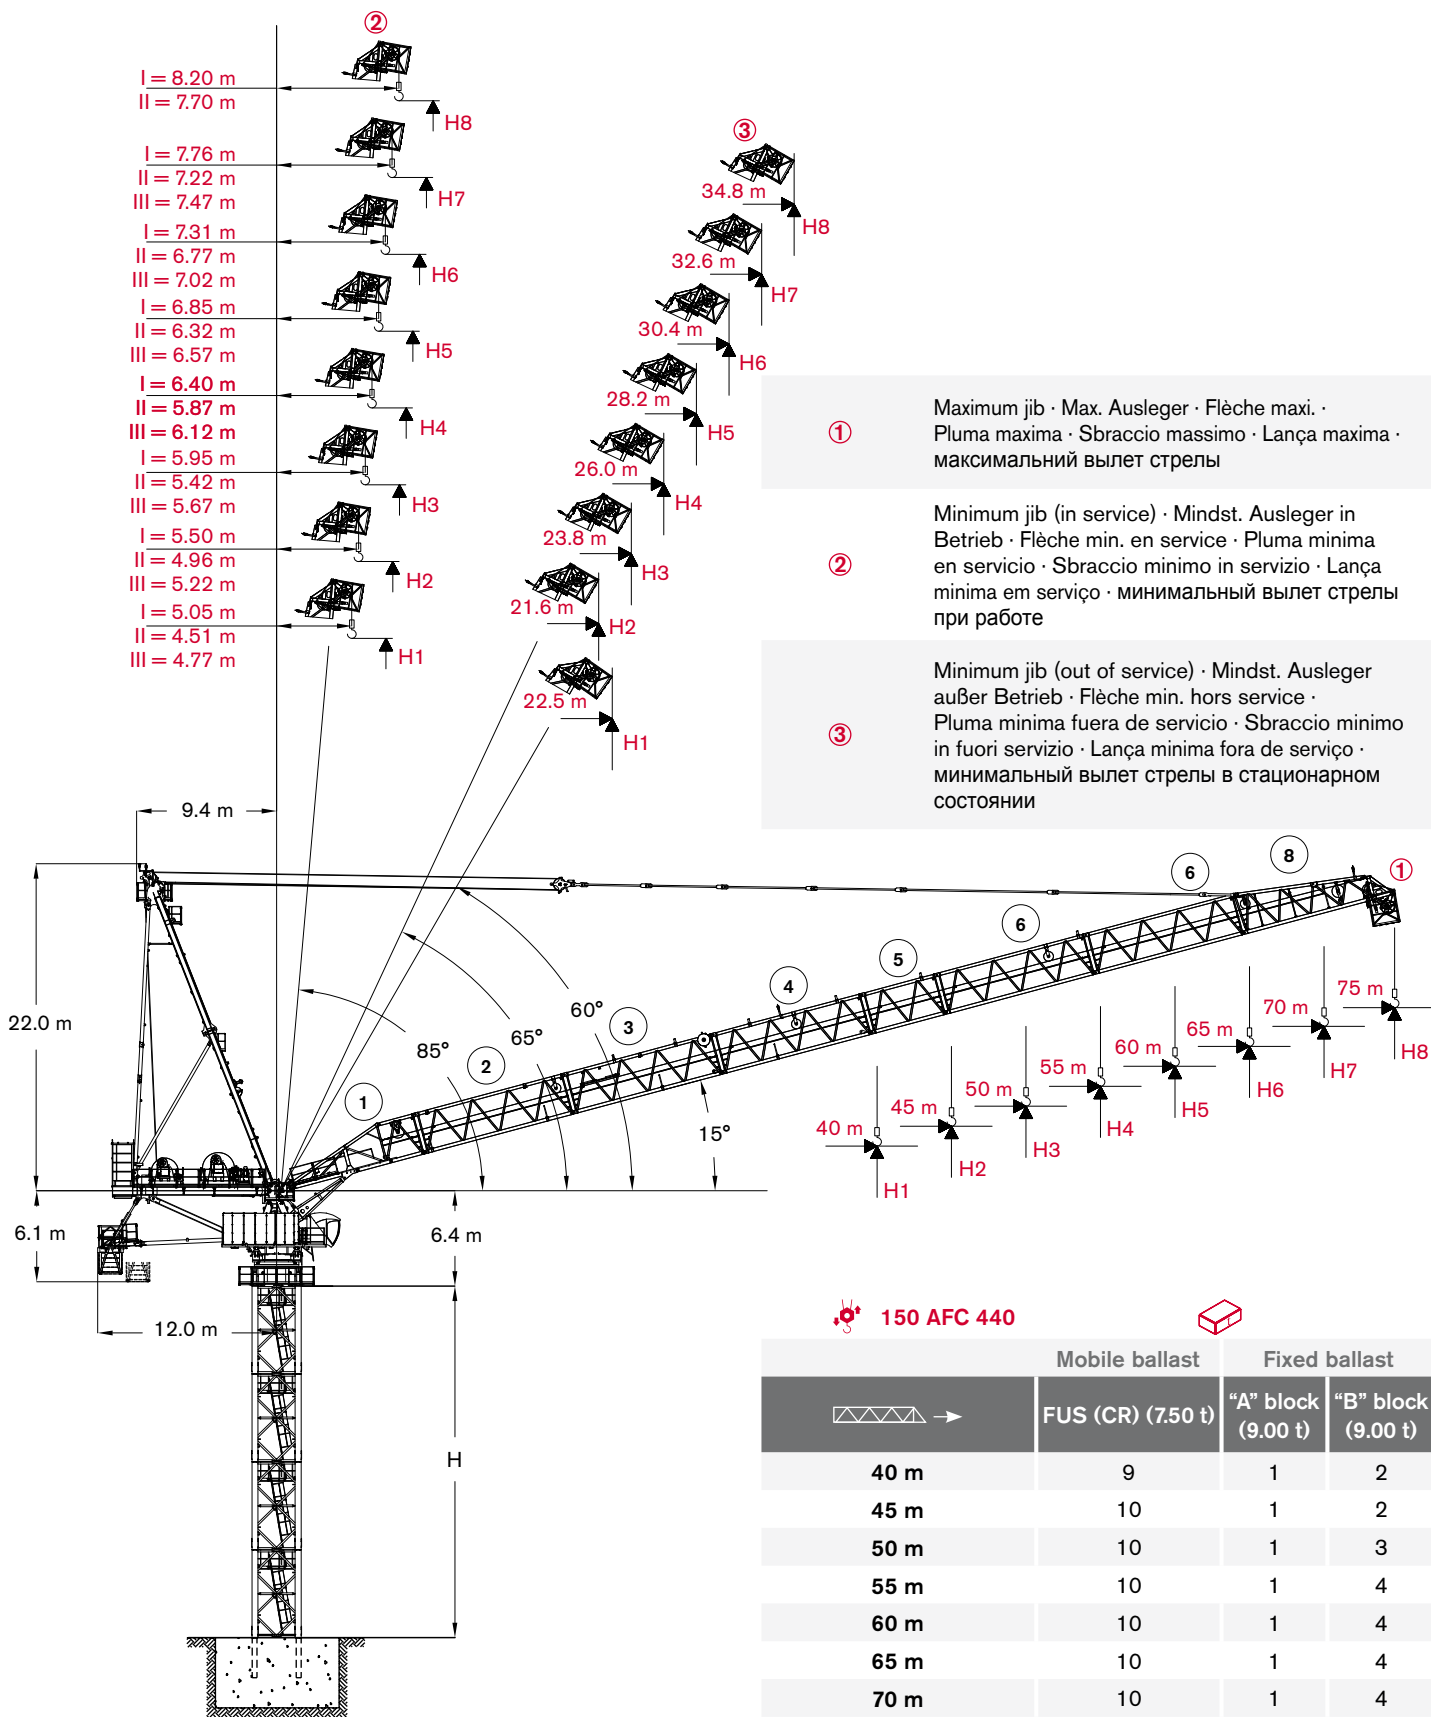 ②
I = 8.20 m
II = 7.70 m
H8
I = 7.76 m
II = 7.22 m
III = 7.47 m
H7
I = 7.31 m
II = 6.77 m
III = 7.02 m
H6
I = 6.85 m
II = 6.32 m
III = 6.57 m
H5
I = 6.40 m
II = 5.87 m
III = 6.12 m
H4
I = 5.95 m
II = 5.42 m
III = 5.67 m
H3
I = 5.50 m
II = 4.96 m
III = 5.22 m
H2
I = 5.05 m
II = 4.51 m
III = 4.77 m
H1
③
34.8 m
H8
32.6 m
H7
30.4 m
H6
28.2 m
H5
26.0 m
H4
23.8 m
H3
21.6 m
H2
22.5 m
H1
①
Maximum jib · Max. Ausleger · Flèche maxi. ·
Pluma maxima · Sbraccio massimo · Lança maxima ·
максимальний вылет стрелы
②
Minimum jib (in service) · Mindst. Ausleger in
Betrieb · Flèche min. en service · Pluma minima
en servicio · Sbraccio minimo in servizio · Lança
minima em serviço · минимальный вылет стрелы
при работе
③
Minimum jib (out of service) · Mindst. Ausleger
außer Betrieb · Flèche min. hors service ·
Pluma minima fuera de servicio · Sbraccio minimo
in fuori servizio · Lança minima fora de serviço ·
минимальный вылет стрелы в стационарном
состоянии
9.4 m
22.0 m
6.1 m
12.0 m
6.4 m
H
85°
65°
60°
15°
1
2
3
4
5
6
6
8
①
40 m
H1
45 m
H2
50 m
H3
55 m
H4
60 m
H5
65 m
H6
70 m
H7
75 m
H8
150 AFC 440
Mobile ballast Fixed ballast
FUS (CR) (7.50 t) “A” block (9.00 t) “B” block (9.00 t)
40 m 9 1 2
45 m 10 1 2
50 m 10 1 3
55 m 10 1 4
60 m 10 1 4
65 m 10 1 4
70 m 10 1 4